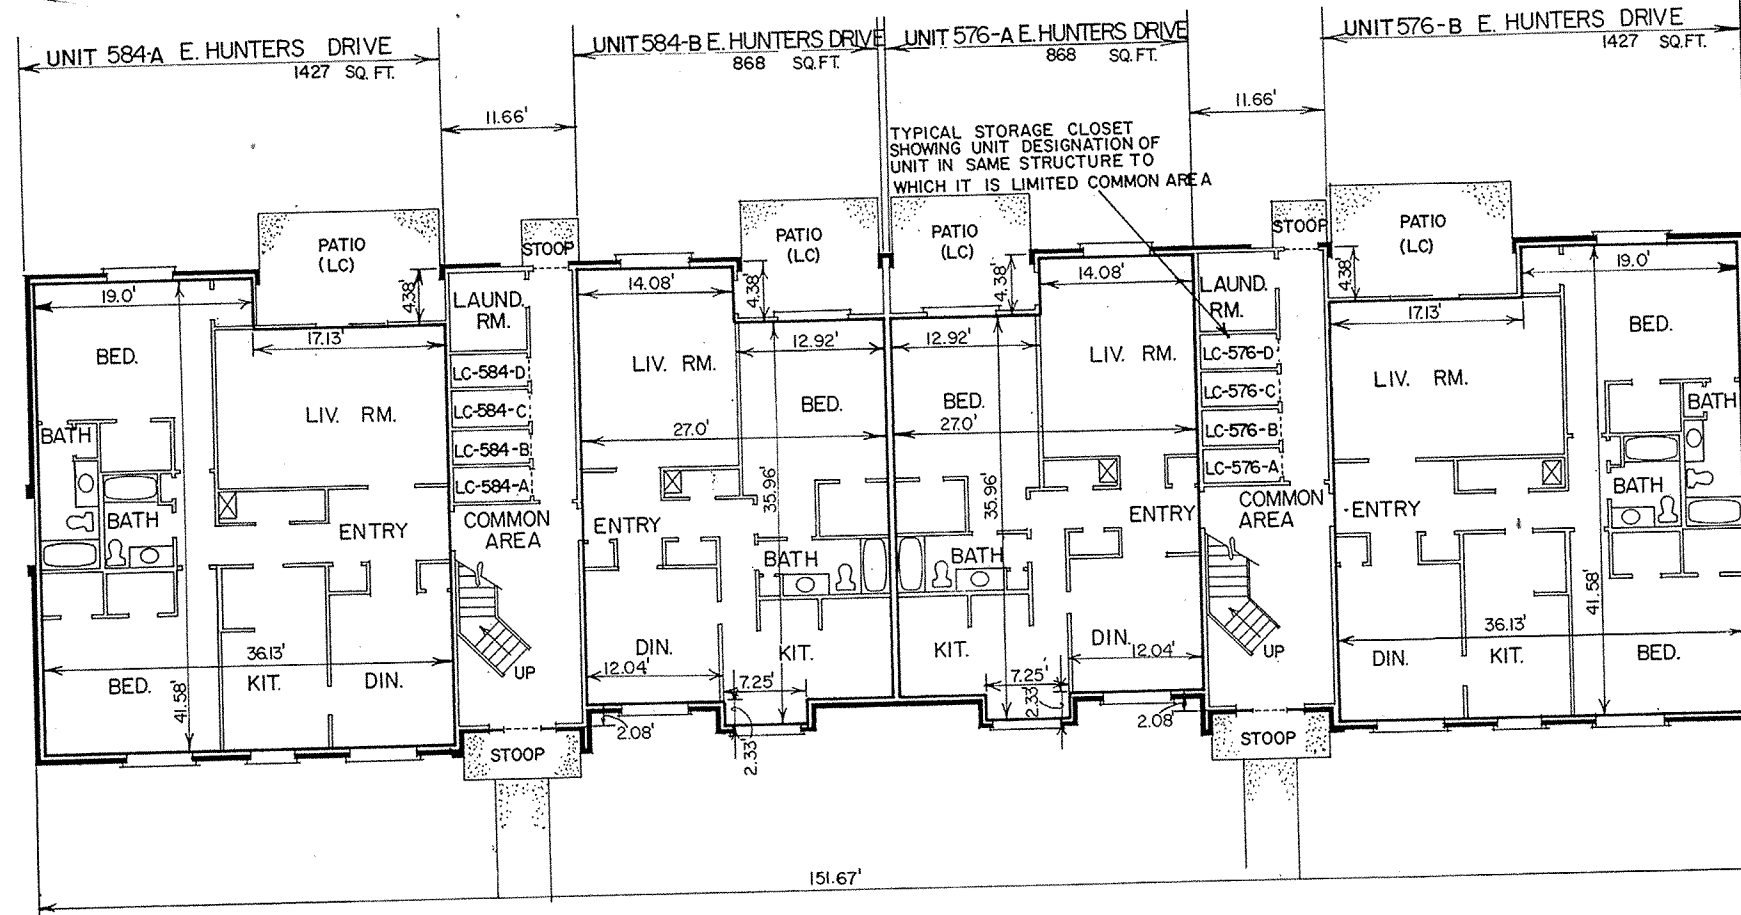 UNIT 584-A E. HUNTERS DRIVE
1427 SQ. FT.
UNIT 584-B E. HUNTERS DRIVE
868 SQ. FT.
UNIT 576-A E. HUNTERS DRIVE
868 SQ. FT.
UNIT 576-B E. HUNTERS DRIVE
1427 SQ. FT.
11.66'
11.66'
TYPICAL STORAGE CLOSET
SHOWING UNIT DESIGNATION OF
UNIT IN SAME STRUCTURE TO
WHICH IT IS LIMITED COMMON AREA
PATIO
(LC)
STOOP
PATIO
(LC)
PATIO
(LC)
STOOP
PATIO
(LC)
19.0'
4.38'
17.13'
BED.
LIV. RM.
BATH
BATH
ENTRY
36.13'
BED.
41.58'
KIT.
DIN.
LAUND.
RM.
LC-584-D
LC-584-C
LC-584-B
LC-584-A
COMMON
AREA
UP
STOOP
14.08'
4.38'
12.92'
LIV. RM.
BED.
27.0'
35.96'
ENTRY
BATH
DIN.
12.04'
KIT.
7.25'
2.08'
2.33'
4.38'
14.08'
12.92'
LIV. RM.
BED.
27.0'
35.96'
ENTRY
BATH
KIT.
DIN.
12.04'
7.25'
2.33'
2.08'
LAUND.
RM.
LC-576-D
LC-576-C
LC-576-B
LC-576-A
COMMON
AREA
UP
STOOP
4.38'
19.0'
17.13'
BED.
LIV. RM.
BATH
BATH
ENTRY
41.58'
36.13'
DIN.
KIT.
BED.
151.67'